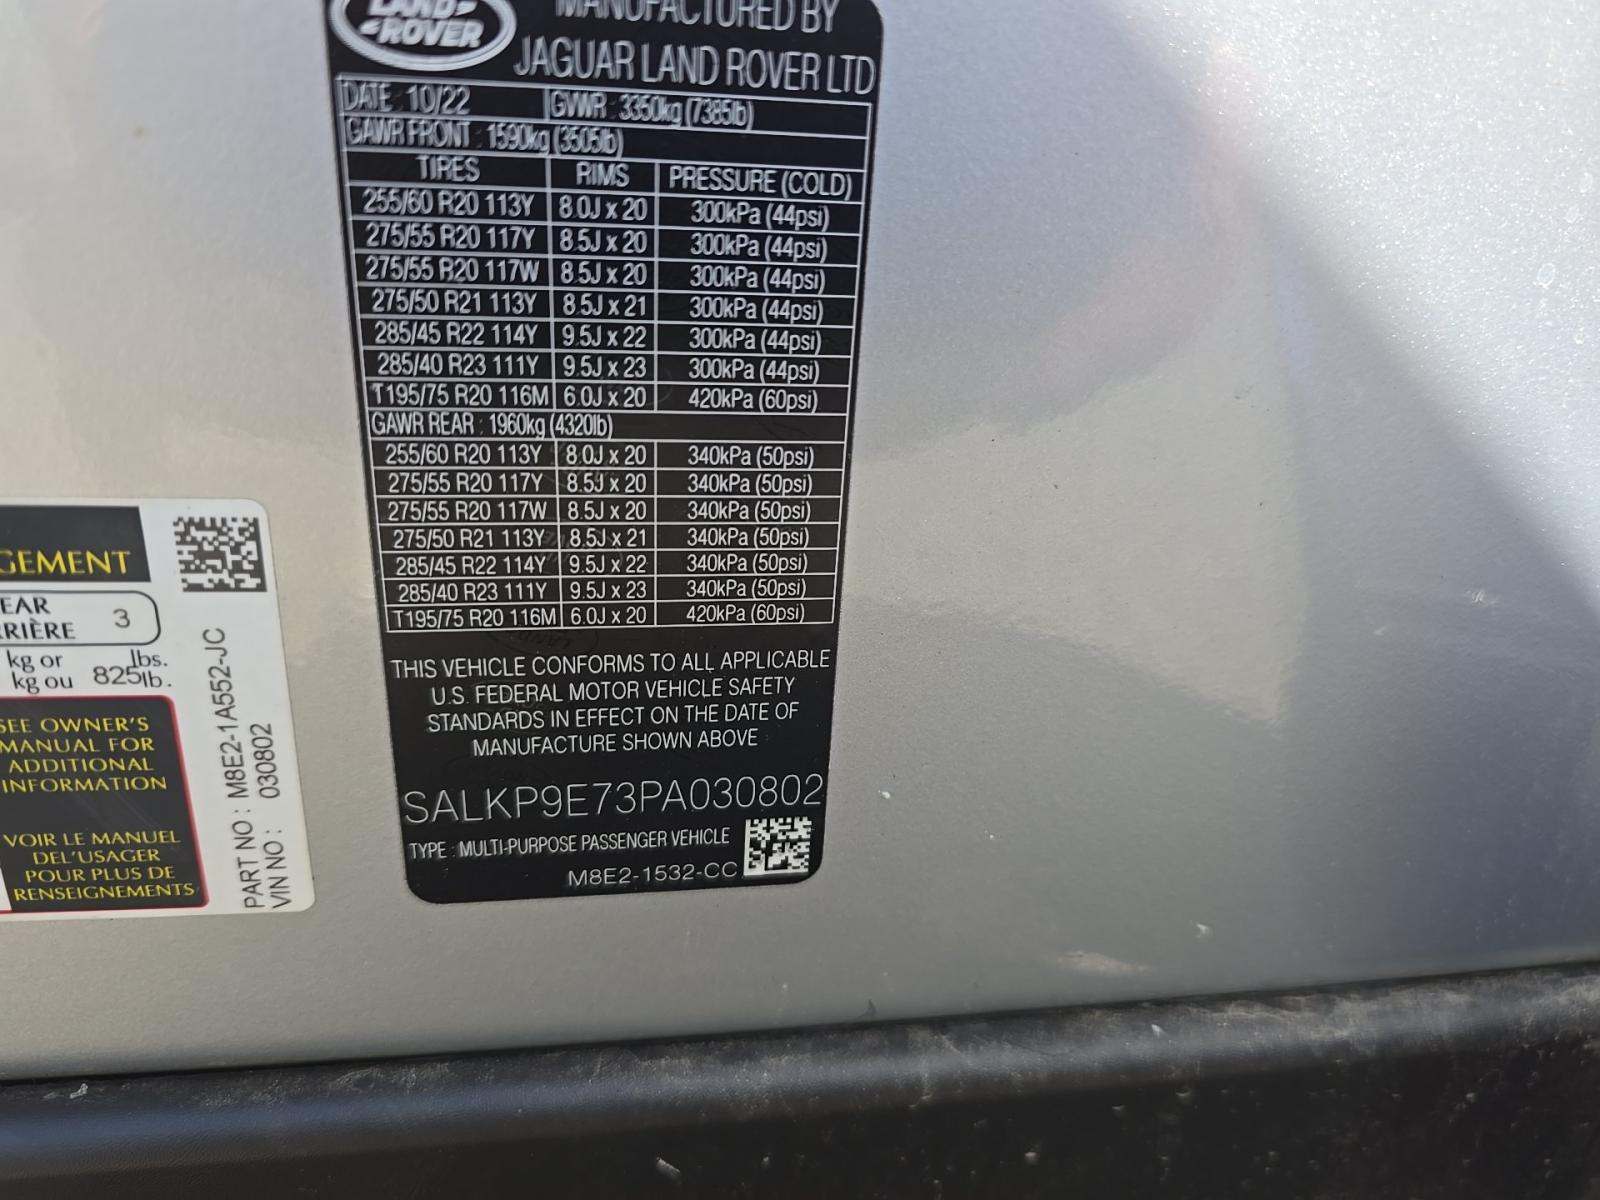 LAND-
-ROVER
MANUFACTURED BY
JAGUAR LAND ROVER LTD
DATE : 10/22 GVWR : 3350kg (7385lb)
GAWR FRONT : 1590kg (3505lb)
TIRES RIMS PRESSURE (COLD)
255/60 R20 113Y 8.0J x 20 300kPa (44psi)
275/55 R20 117Y 8.5J x 20 300kPa (44psi)
275/55 R20 117W 8.5J x 20 300kPa (44psi)
275/50 R21 113Y 8.5J x 21 300kPa (44psi)
285/45 R22 114Y 9.5J x 22 300kPa (44psi)
285/40 R23 111Y 9.5J x 23 300kPa (44psi)
T195/75 R20 116M 6.0J x 20 420kPa (60psi)
GAWR REAR : 1960kg (4320lb)
255/60 R20 113Y 8.0J x 20 340kPa (50psi)
275/55 R20 117Y 8.5J x 20 340kPa (50psi)
275/55 R20 117W 8.5J x 20 340kPa (50psi)
275/50 R21 113Y 8.5J x 21 340kPa (50psi)
285/45 R22 114Y 9.5J x 22 340kPa (50psi)
285/40 R23 111Y 9.5J x 23 340kPa (50psi)
T195/75 R20 116M 6.0J x 20 420kPa (60psi)
THIS VEHICLE CONFORMS TO ALL APPLICABLE
U.S. FEDERAL MOTOR VEHICLE SAFETY
STANDARDS IN EFFECT ON THE DATE OF
MANUFACTURE SHOWN ABOVE
SALKP9E73PA030802
TYPE : MULTI-PURPOSE PASSENGER VEHICLE
M8E2-1532-CC
GEMENT
EAR
RRIÈRE 3
kg or lbs.
kg ou 825 lb.
SEE OWNER'S
MANUAL FOR
ADDITIONAL
INFORMATION
VOIR LE MANUEL
DEL'USAGER
POUR PLUS DE
RENSEIGNEMENTS
PART NO : M8E2-1A552-JC
VIN NO : 030802